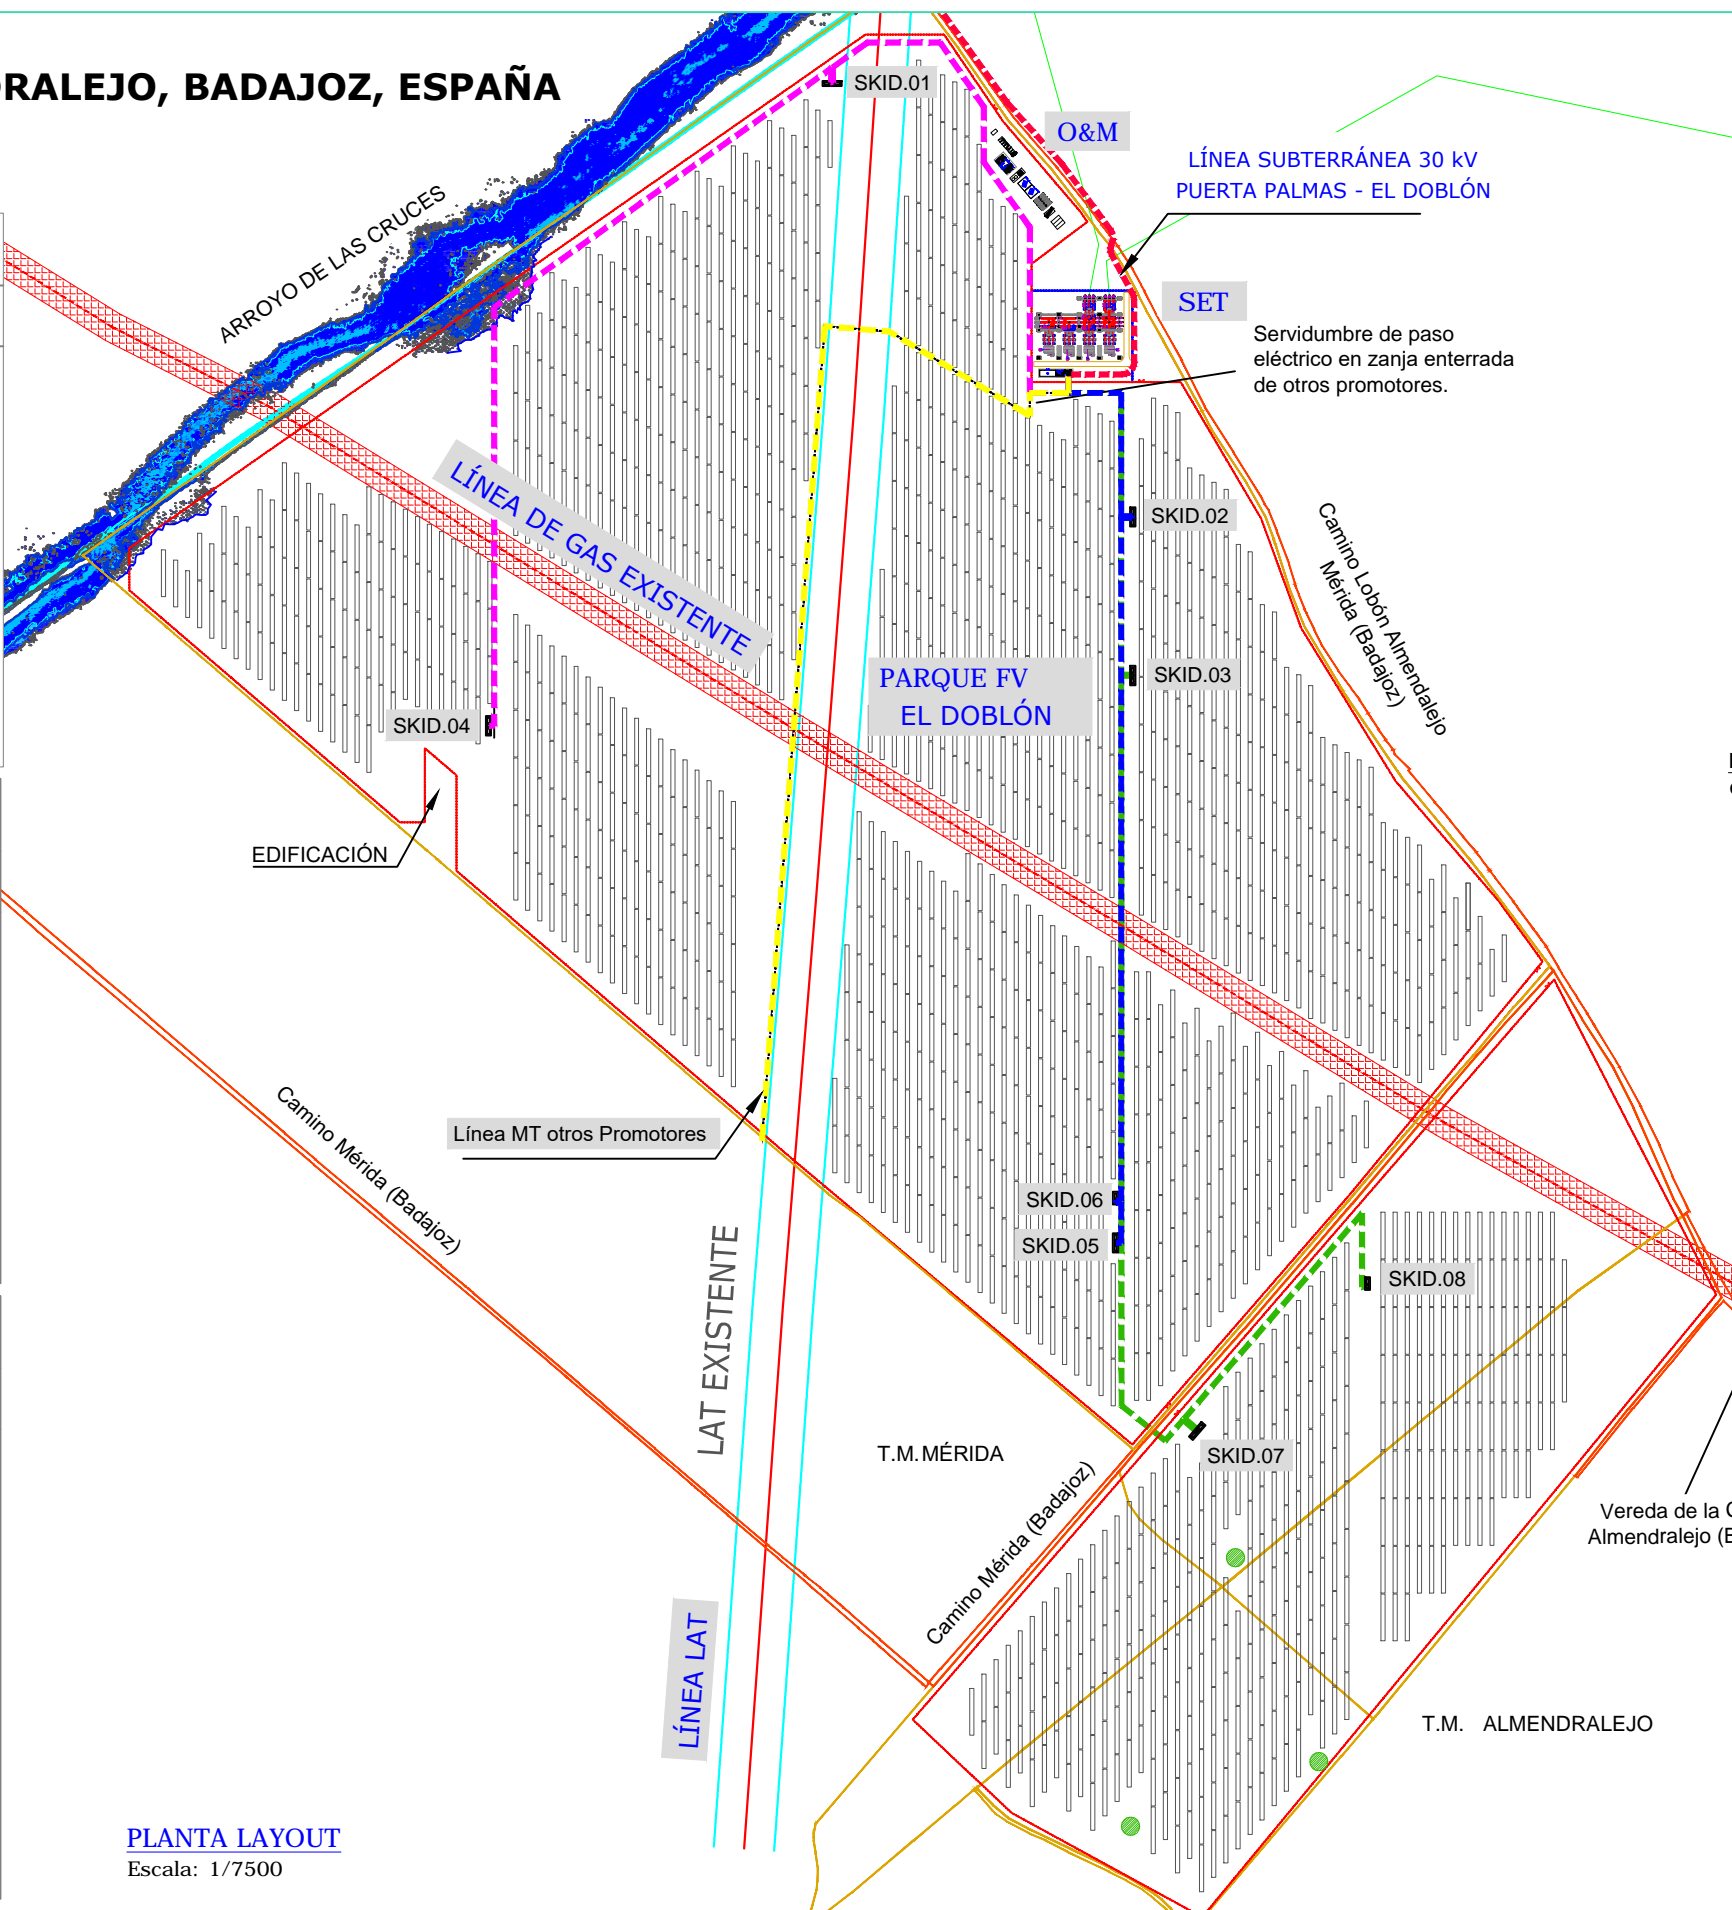 DRALEJO, BADAJOZ, ESPAÑA
SKID.01
O&M
LÍNEA SUBTERRÁNEA 30 kV
PUERTA PALMAS - EL DOBLÓN
ARROYO DE LAS CRUCES
SET
Servidumbre de paso
eléctrico en zanja enterrada
de otros promotores.
LÍNEA DE GAS EXISTENTE
SKID.02
Camino Lobón Almendalejo
Mérida (Badajoz)
SKID.03
PARQUE FV
EL DOBLÓN
SKID.04
EDIFICACIÓN
Línea MT otros Promotores
Camino Mérida (Badajoz)
SKID.06
SKID.05
SKID.08
LAT EXISTENTE
SKID.07
T.M. MÉRIDA
Camino Mérida (Badajoz)
Vereda de la
Almendralejo
LÍNEA LAT
T.M. ALMENDRALEJO
PLANTA LAYOUT
Escala: 1/7500